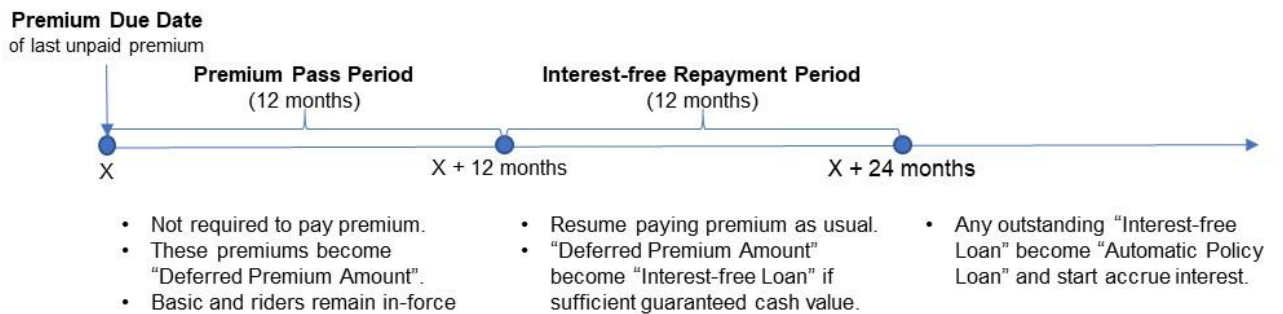 Premium Due Date
of last unpaid premium
Premium Pass Period
(12 months)
Interest-free Repayment Period
(12 months)
X
X + 12 months
X + 24 months
• Not required to pay premium.
• These premiums become
“Deferred Premium Amount”.
• Basic and riders remain in-force
• Resume paying premium as usual.
• “Deferred Premium Amount”
become “Interest-free Loan” if
sufficient guaranteed cash value.
• Any outstanding “Interest-free
Loan” become “Automatic Policy
Loan” and start accrue interest.